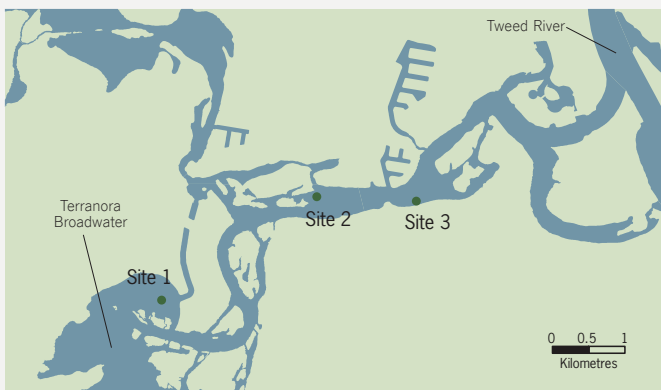 Tweed River
Terranora
Broadwater
Site 1
Site 2
Site 3
0 0.5 1
Kilometres